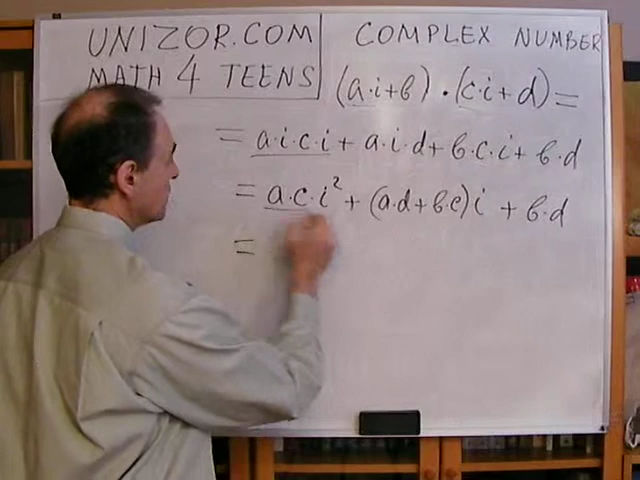 UNIZOR.COM
MATH 4 TEENS
COMPLEX NUMBER
(a·i+b)·(c·i+d)=
= a·i·c·i + a·i·d + b·c·i + b·d
= a·c·i² + (a·d+b·c)i + b·d
=